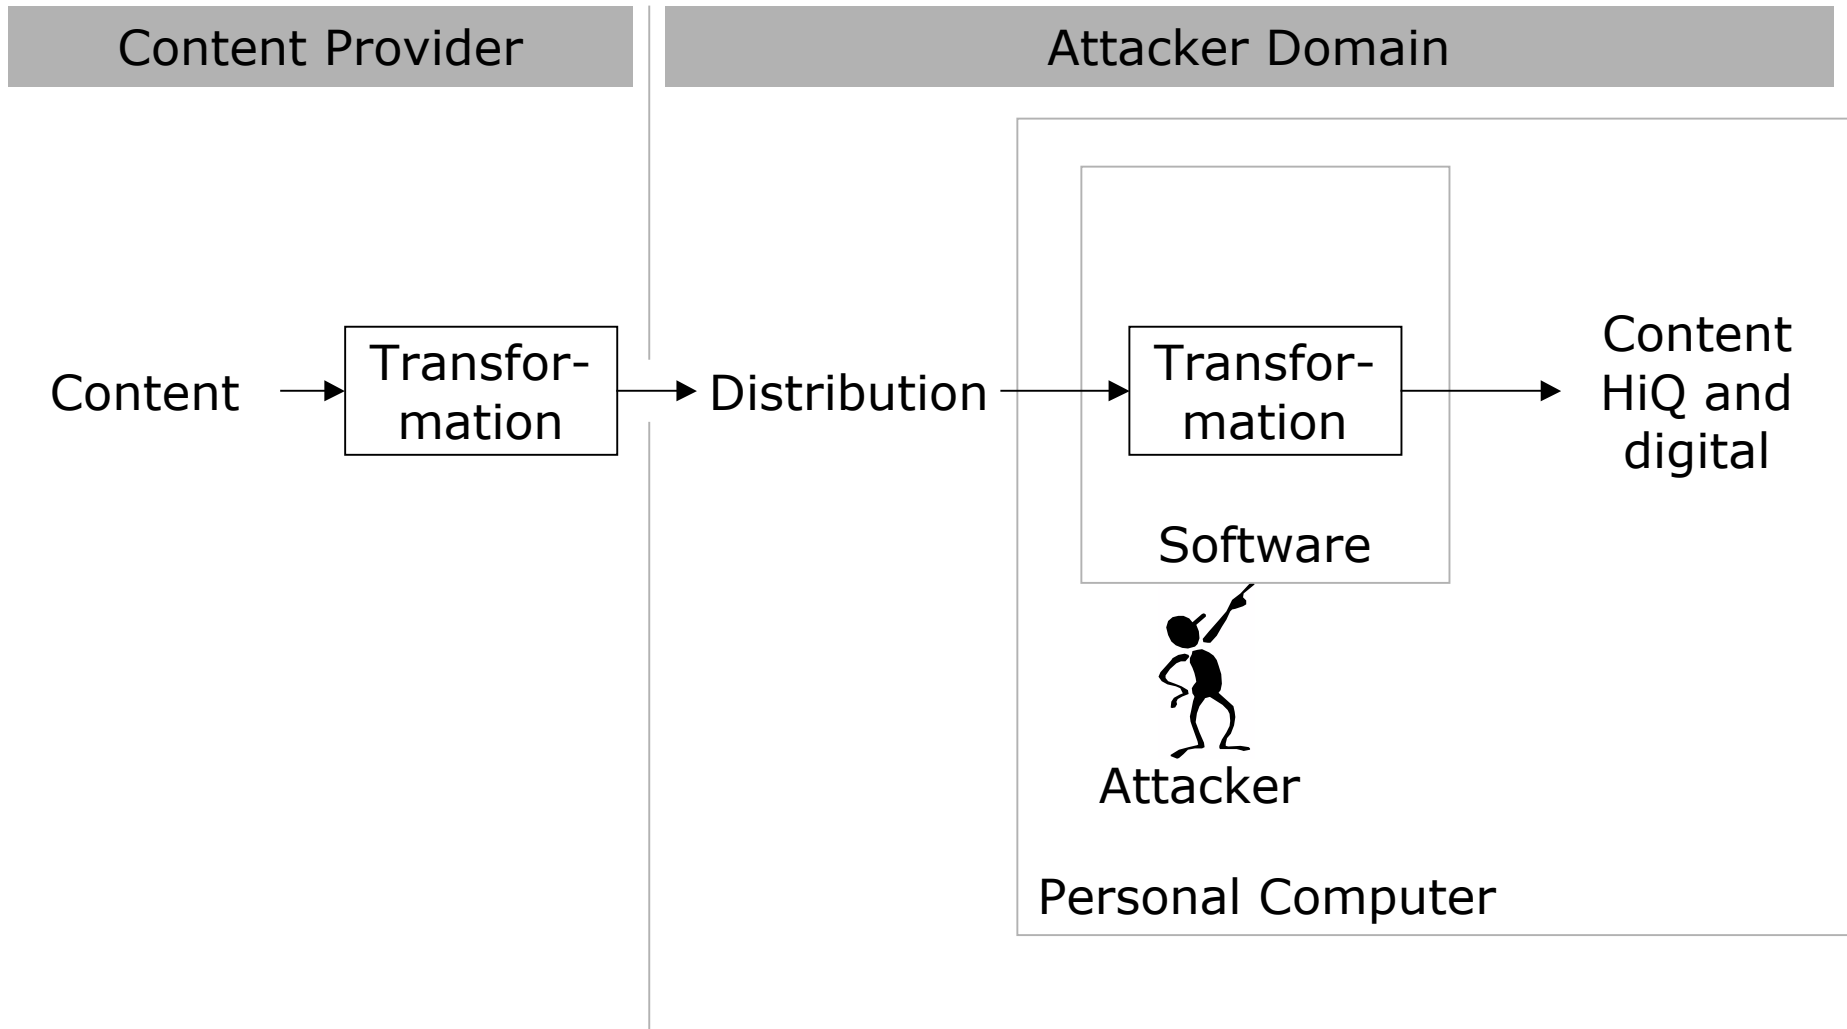 Content Provider
Attacker Domain
Content
Transfor-
mation
Distribution
Transfor-
mation
Content
HiQ and
digital
Software
Attacker
Personal Computer